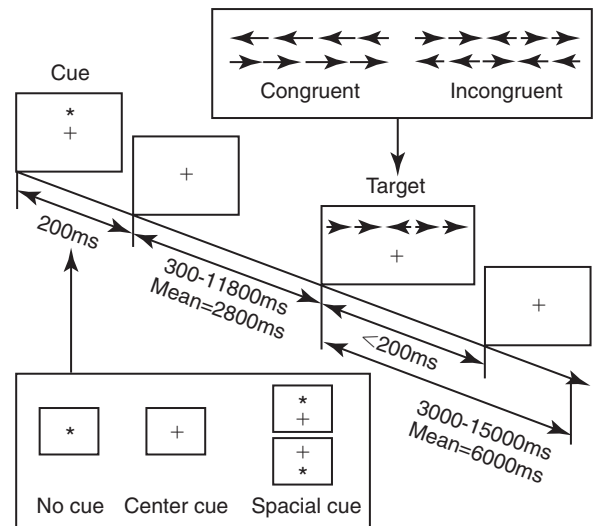 Congruent
Incongruent
Cue
*
+
+
Target
+
+
200ms
300-11800ms
Mean=2800ms
<200ms
3000-15000ms
Mean=6000ms
*
+
*
+
+
*
No cue
Center cue
Spacial cue